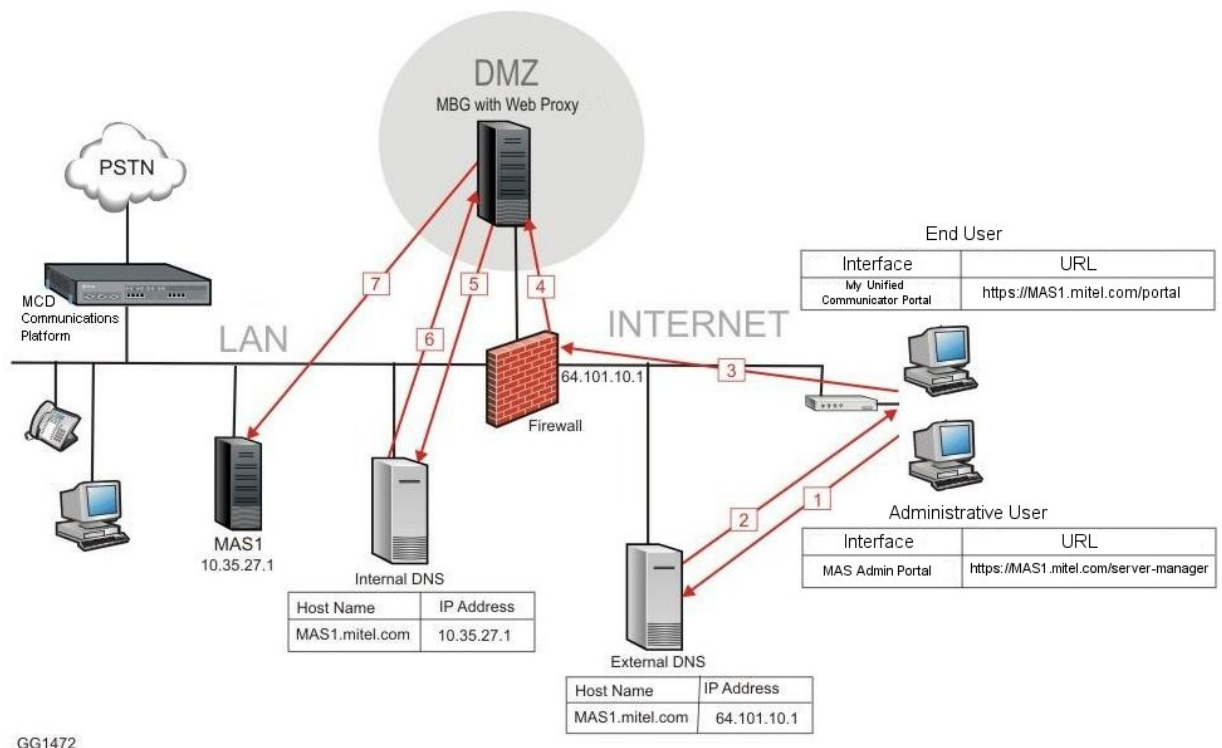 DMZ
MBG with Web Proxy
PSTN
MCD
Communications
Platform
LAN
INTERNET
7
6
5
4
3
64.101.10.1
Firewall
End User
Interface
URL
My Unified
Communicator Portal
https://MAS1.mitel.com/portal
2
1
Administrative User
Interface
URL
MAS Admin Portal
https://MAS1.mitel.com/server-manager
MAS1
10.35.27.1
Internal DNS
Host Name
IP Address
MAS1.mitel.com
10.35.27.1
External DNS
Host Name
IP Address
MAS1.mitel.com
64.101.10.1
GG1472